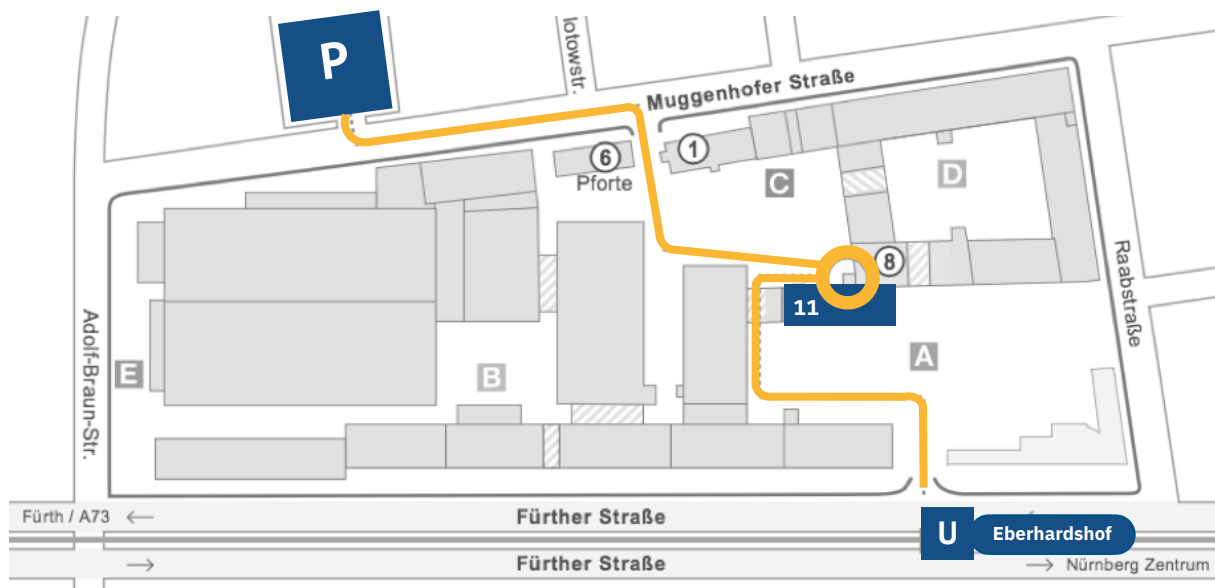 P
lotowstr.
Muggenhofer Straße
6
Pforte
1
C
D
8
11
A
B
E
Adolf-Braun-Str.
Raabstraße
Fürth / A73 ←
Fürther Straße
←
U Eberhardshof
→
Fürther Straße
→ Nürnberg Zentrum